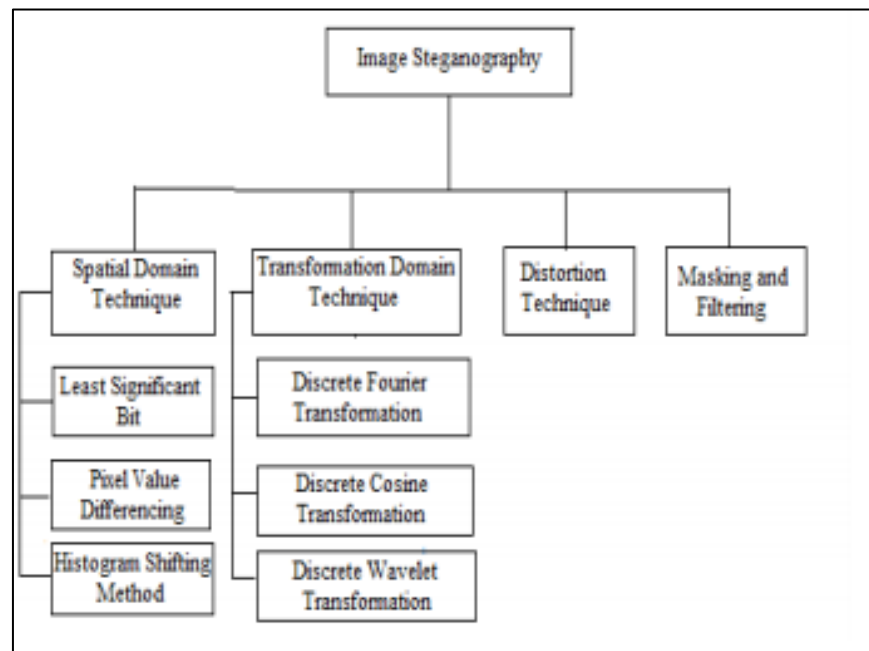 Image Steganography
Spatial Domain
Technique
Transformation Domain
Technique
Distortion
Technique
Masking and
Filtering
Least Significant
Bit
Discrete Fourier
Transformation
Pixel Value
Differencing
Discrete Cosine
Transformation
Histogram Shifting
Method
Discrete Wavelet
Transformation